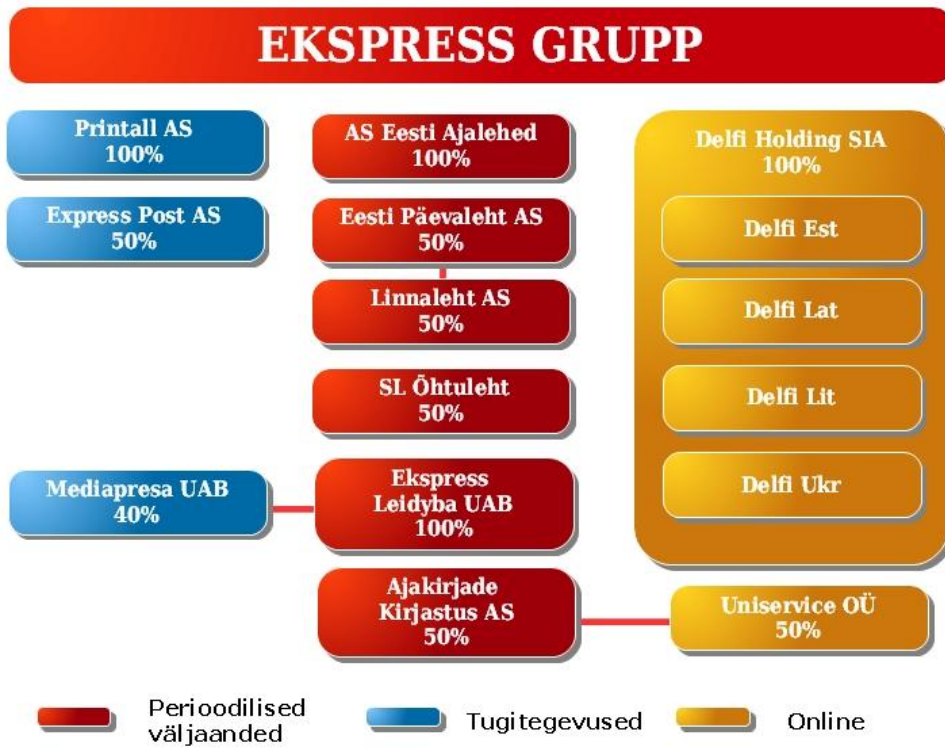 EKSPRESS GRUPP
Printall AS
100%
Express Post AS
50%
Mediapresa UAB
40%
AS Eesti Ajalehed
100%
Eesti Päevaleht AS
50%
Linnaleht AS
50%
SL Õhtuleht
50%
Ekspress
Leidyba UAB
100%
Ajakirjade
Kirjastus AS
50%
Delfi Holding SIA
100%
Delfi Est
Delfi Lat
Delfi Lit
Delfi Ukr
Uniservice OÜ
50%
Perioodilised
väljaanded
Tugitegevused
Online